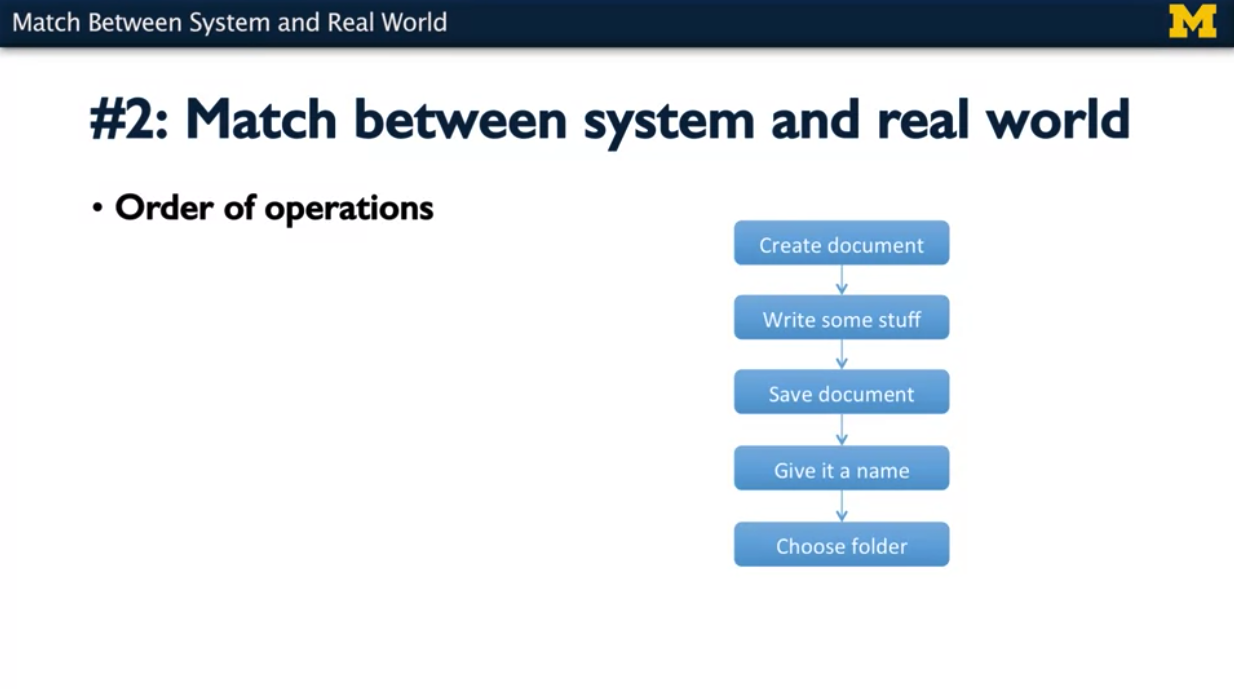 Match Between System and Real World
M
#2: Match between system and real world
• Order of operations
Create document
Write some stuff
Save document
Give it a name
Choose folder